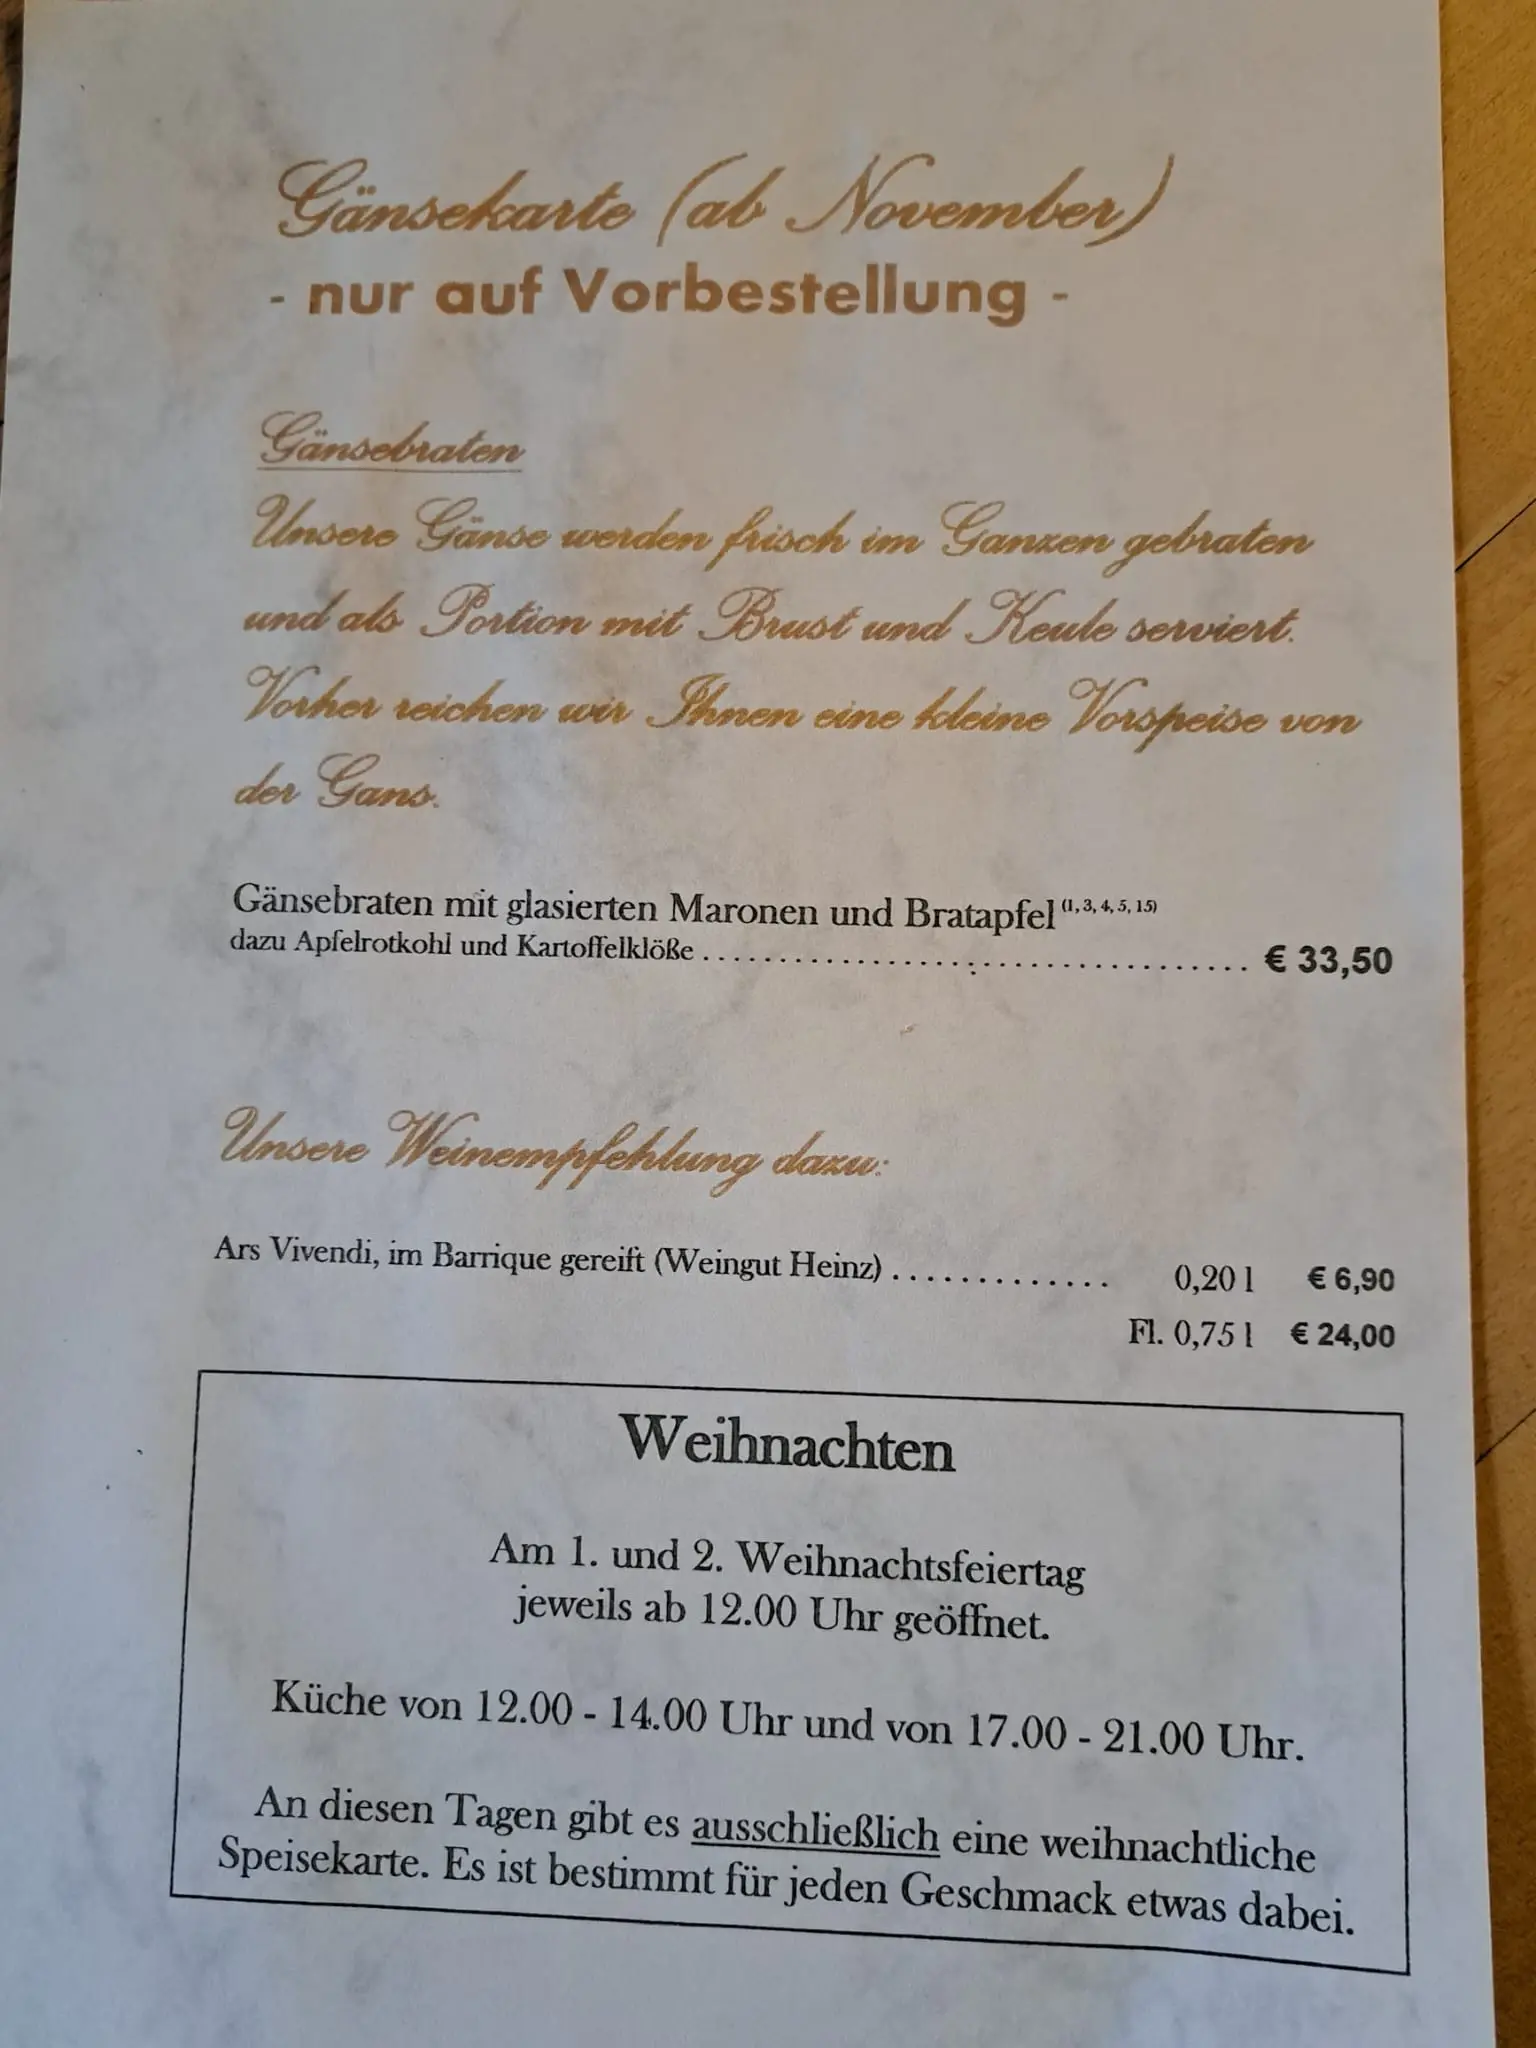 Gänsekarte (ab November)
- nur auf Vorbestellung -
Gänsebraten
Unsere Gänse werden frisch im Ganzen gebraten
und als Portion mit Brust und Keule serviert.
Vorher reichen wir Ihnen eine kleine Vorspeise von
der Gans.
Gänsebraten mit glasierten Maronen und Bratapfel (1, 3, 4, 5, 15)
dazu Apfelrotkohl und Kartoffelklöße ........................................ € 33,50
Unsere Weinempfehlung dazu:
Ars Vivendi, im Barrique gereift (Weingut Heinz) ............. 0,20 l € 6,90
Fl. 0,75 l € 24,00
Weihnachten
Am 1. und 2. Weihnachtsfeiertag
jeweils ab 12.00 Uhr geöffnet.
Küche von 12.00 - 14.00 Uhr und von 17.00 - 21.00 Uhr.
An diesen Tagen gibt es ausschließlich eine weihnachtliche
Speisekarte. Es ist bestimmt für jeden Geschmack etwas dabei.